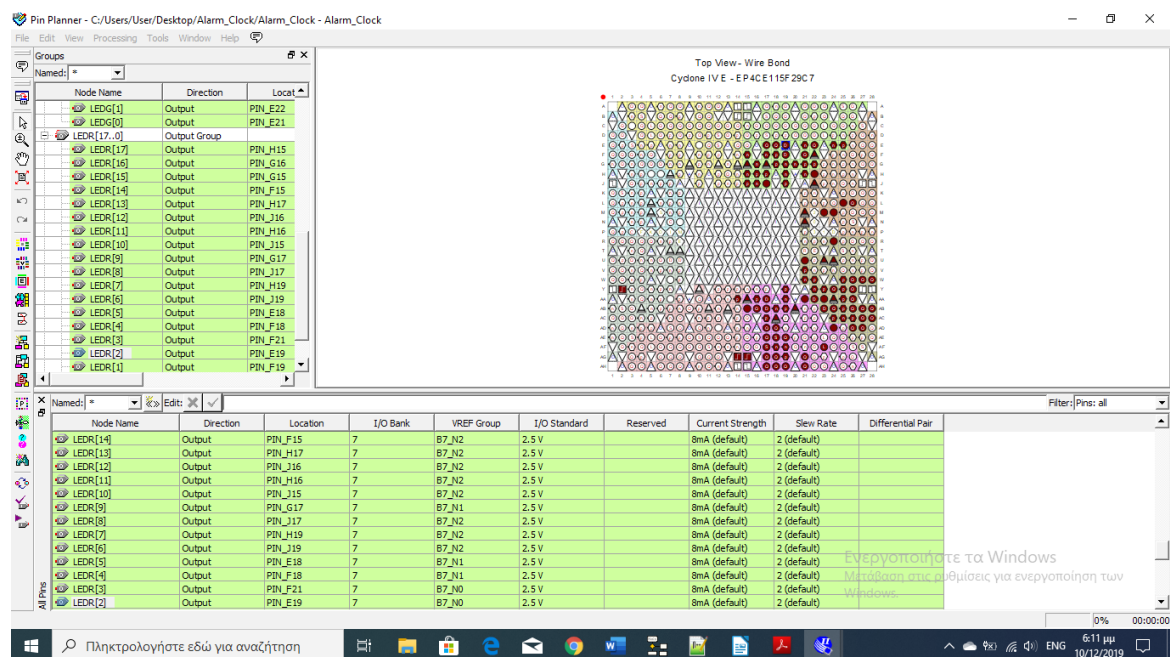 Pin Planner - C:/Users/User/Desktop/Alarm_Clock/Alarm_Clock - Alarm_Clock
File Edit View Processing Tools Window Help
Groups
Named: *
Node Name Direction Locat
LEDG[1] Output PIN_E22
LEDG[0] Output PIN_E21
LEDR[17..0] Output Group
LEDR[17] Output PIN_H15
LEDR[16] Output PIN_G16
LEDR[15] Output PIN_G15
LEDR[14] Output PIN_F15
LEDR[13] Output PIN_H17
LEDR[12] Output PIN_J16
LEDR[11] Output PIN_H16
LEDR[10] Output PIN_J15
LEDR[9] Output PIN_G17
LEDR[8] Output PIN_J17
LEDR[7] Output PIN_H19
LEDR[6] Output PIN_J19
LEDR[5] Output PIN_E18
LEDR[4] Output PIN_F18
LEDR[3] Output PIN_F21
LEDR[2] Output PIN_E19
LEDR[1] Output PIN_F19
Top View - Wire Bond
Cyclone IV E - EP4CE115F29C7
Named: * Edit: Filter: Pins: all
Node Name Direction Location I/O Bank VREF Group I/O Standard Reserved Current Strength Slew Rate Differential Pair
LEDR[14] Output PIN_F15 7 B7_N2 2.5 V 8mA (default) 2 (default)
LEDR[13] Output PIN_H17 7 B7_N2 2.5 V 8mA (default) 2 (default)
LEDR[12] Output PIN_J16 7 B7_N2 2.5 V 8mA (default) 2 (default)
LEDR[11] Output PIN_H16 7 B7_N2 2.5 V 8mA (default) 2 (default)
LEDR[10] Output PIN_J15 7 B7_N2 2.5 V 8mA (default) 2 (default)
LEDR[9] Output PIN_G17 7 B7_N1 2.5 V 8mA (default) 2 (default)
LEDR[8] Output PIN_J17 7 B7_N2 2.5 V 8mA (default) 2 (default)
LEDR[7] Output PIN_H19 7 B7_N2 2.5 V 8mA (default) 2 (default)
LEDR[6] Output PIN_J19 7 B7_N2 2.5 V 8mA (default) 2 (default)
LEDR[5] Output PIN_E18 7 B7_N1 2.5 V 8mA (default) 2 (default)
LEDR[4] Output PIN_F18 7 B7_N1 2.5 V 8mA (default) 2 (default)
LEDR[3] Output PIN_F21 7 B7_N0 2.5 V 8mA (default) 2 (default)
LEDR[2] Output PIN_E19 7 B7_N0 2.5 V 8mA (default) 2 (default)
All Pins
Ενεργοποιήστε τα Windows
Μετάβαση στις ρυθμίσεις για ενεργοποίηση των
Windows.
0% 00:00:00
Πληκτρολογήστε εδώ για αναζήτηση
ENG
6:11 μμ
10/12/2019